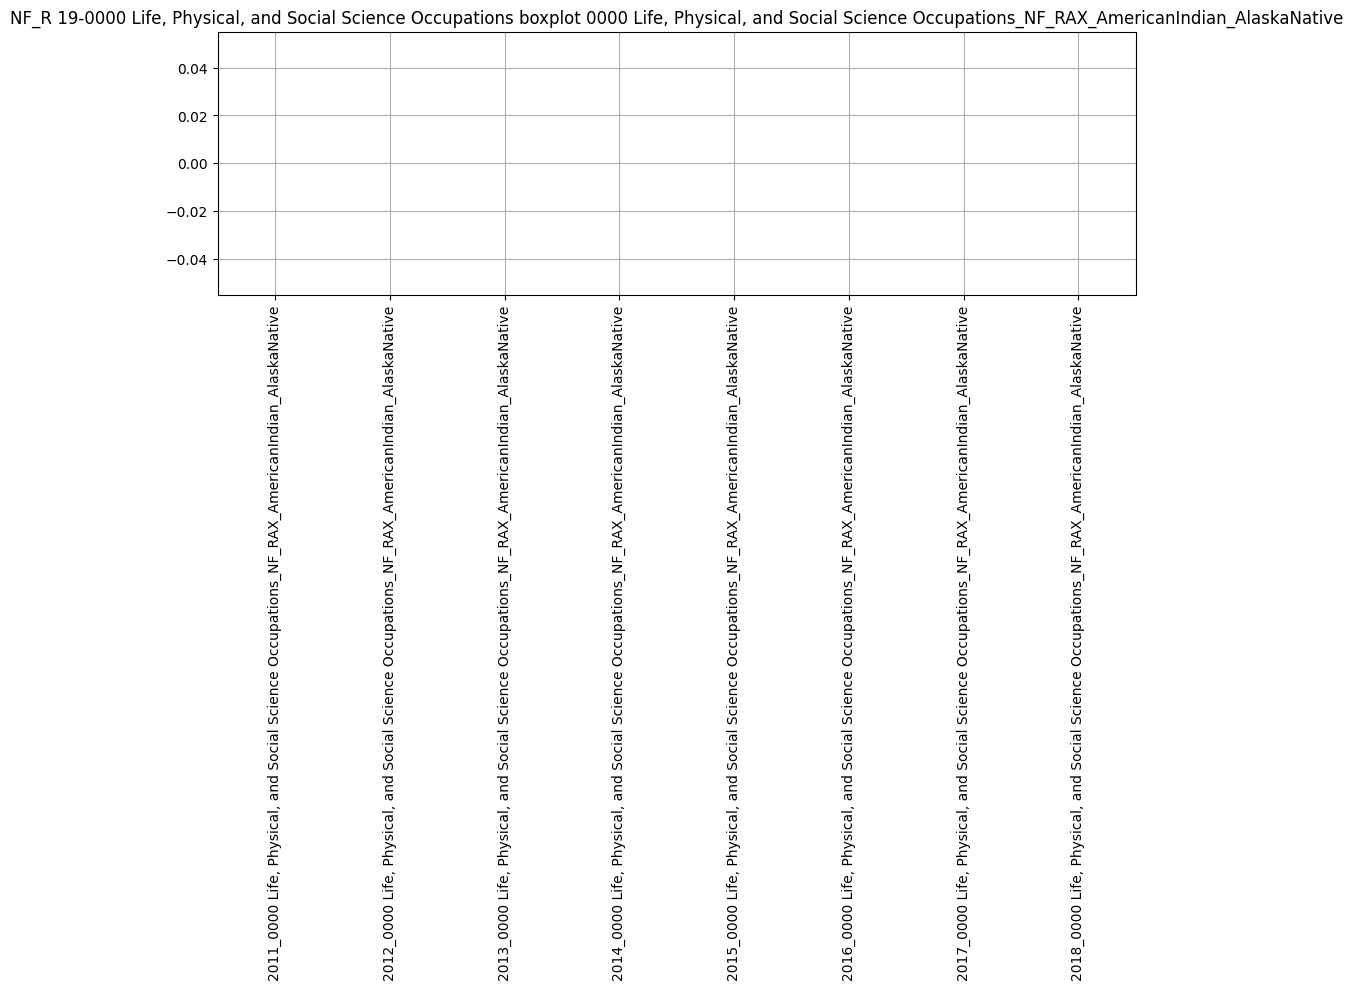 NF_R 19-0000 Life, Physical, and Social Science Occupations boxplot 0000 Life, Physical, and Social Science Occupations_NF_RAX_AmericanIndian_AlaskaNative
0.04
0.02
0.00
−0.02
−0.04
2011_0000 Life, Physical, and Social Science Occupations_NF_RAX_AmericanIndian_AlaskaNative
2012_0000 Life, Physical, and Social Science Occupations_NF_RAX_AmericanIndian_AlaskaNative
2013_0000 Life, Physical, and Social Science Occupations_NF_RAX_AmericanIndian_AlaskaNative
2014_0000 Life, Physical, and Social Science Occupations_NF_RAX_AmericanIndian_AlaskaNative
2015_0000 Life, Physical, and Social Science Occupations_NF_RAX_AmericanIndian_AlaskaNative
2016_0000 Life, Physical, and Social Science Occupations_NF_RAX_AmericanIndian_AlaskaNative
2017_0000 Life, Physical, and Social Science Occupations_NF_RAX_AmericanIndian_AlaskaNative
2018_0000 Life, Physical, and Social Science Occupations_NF_RAX_AmericanIndian_AlaskaNative